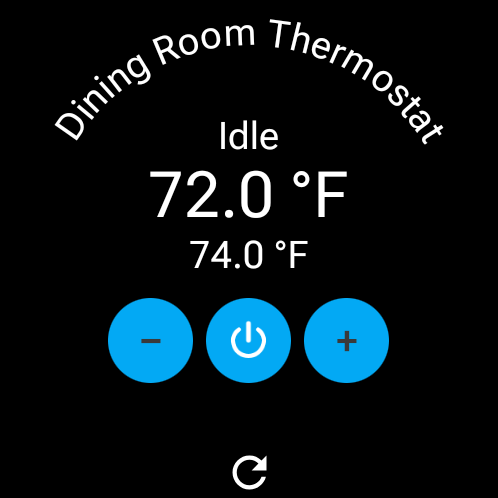 Dining Room Thermostat
Idle
72.0 °F
74.0 °F
− +